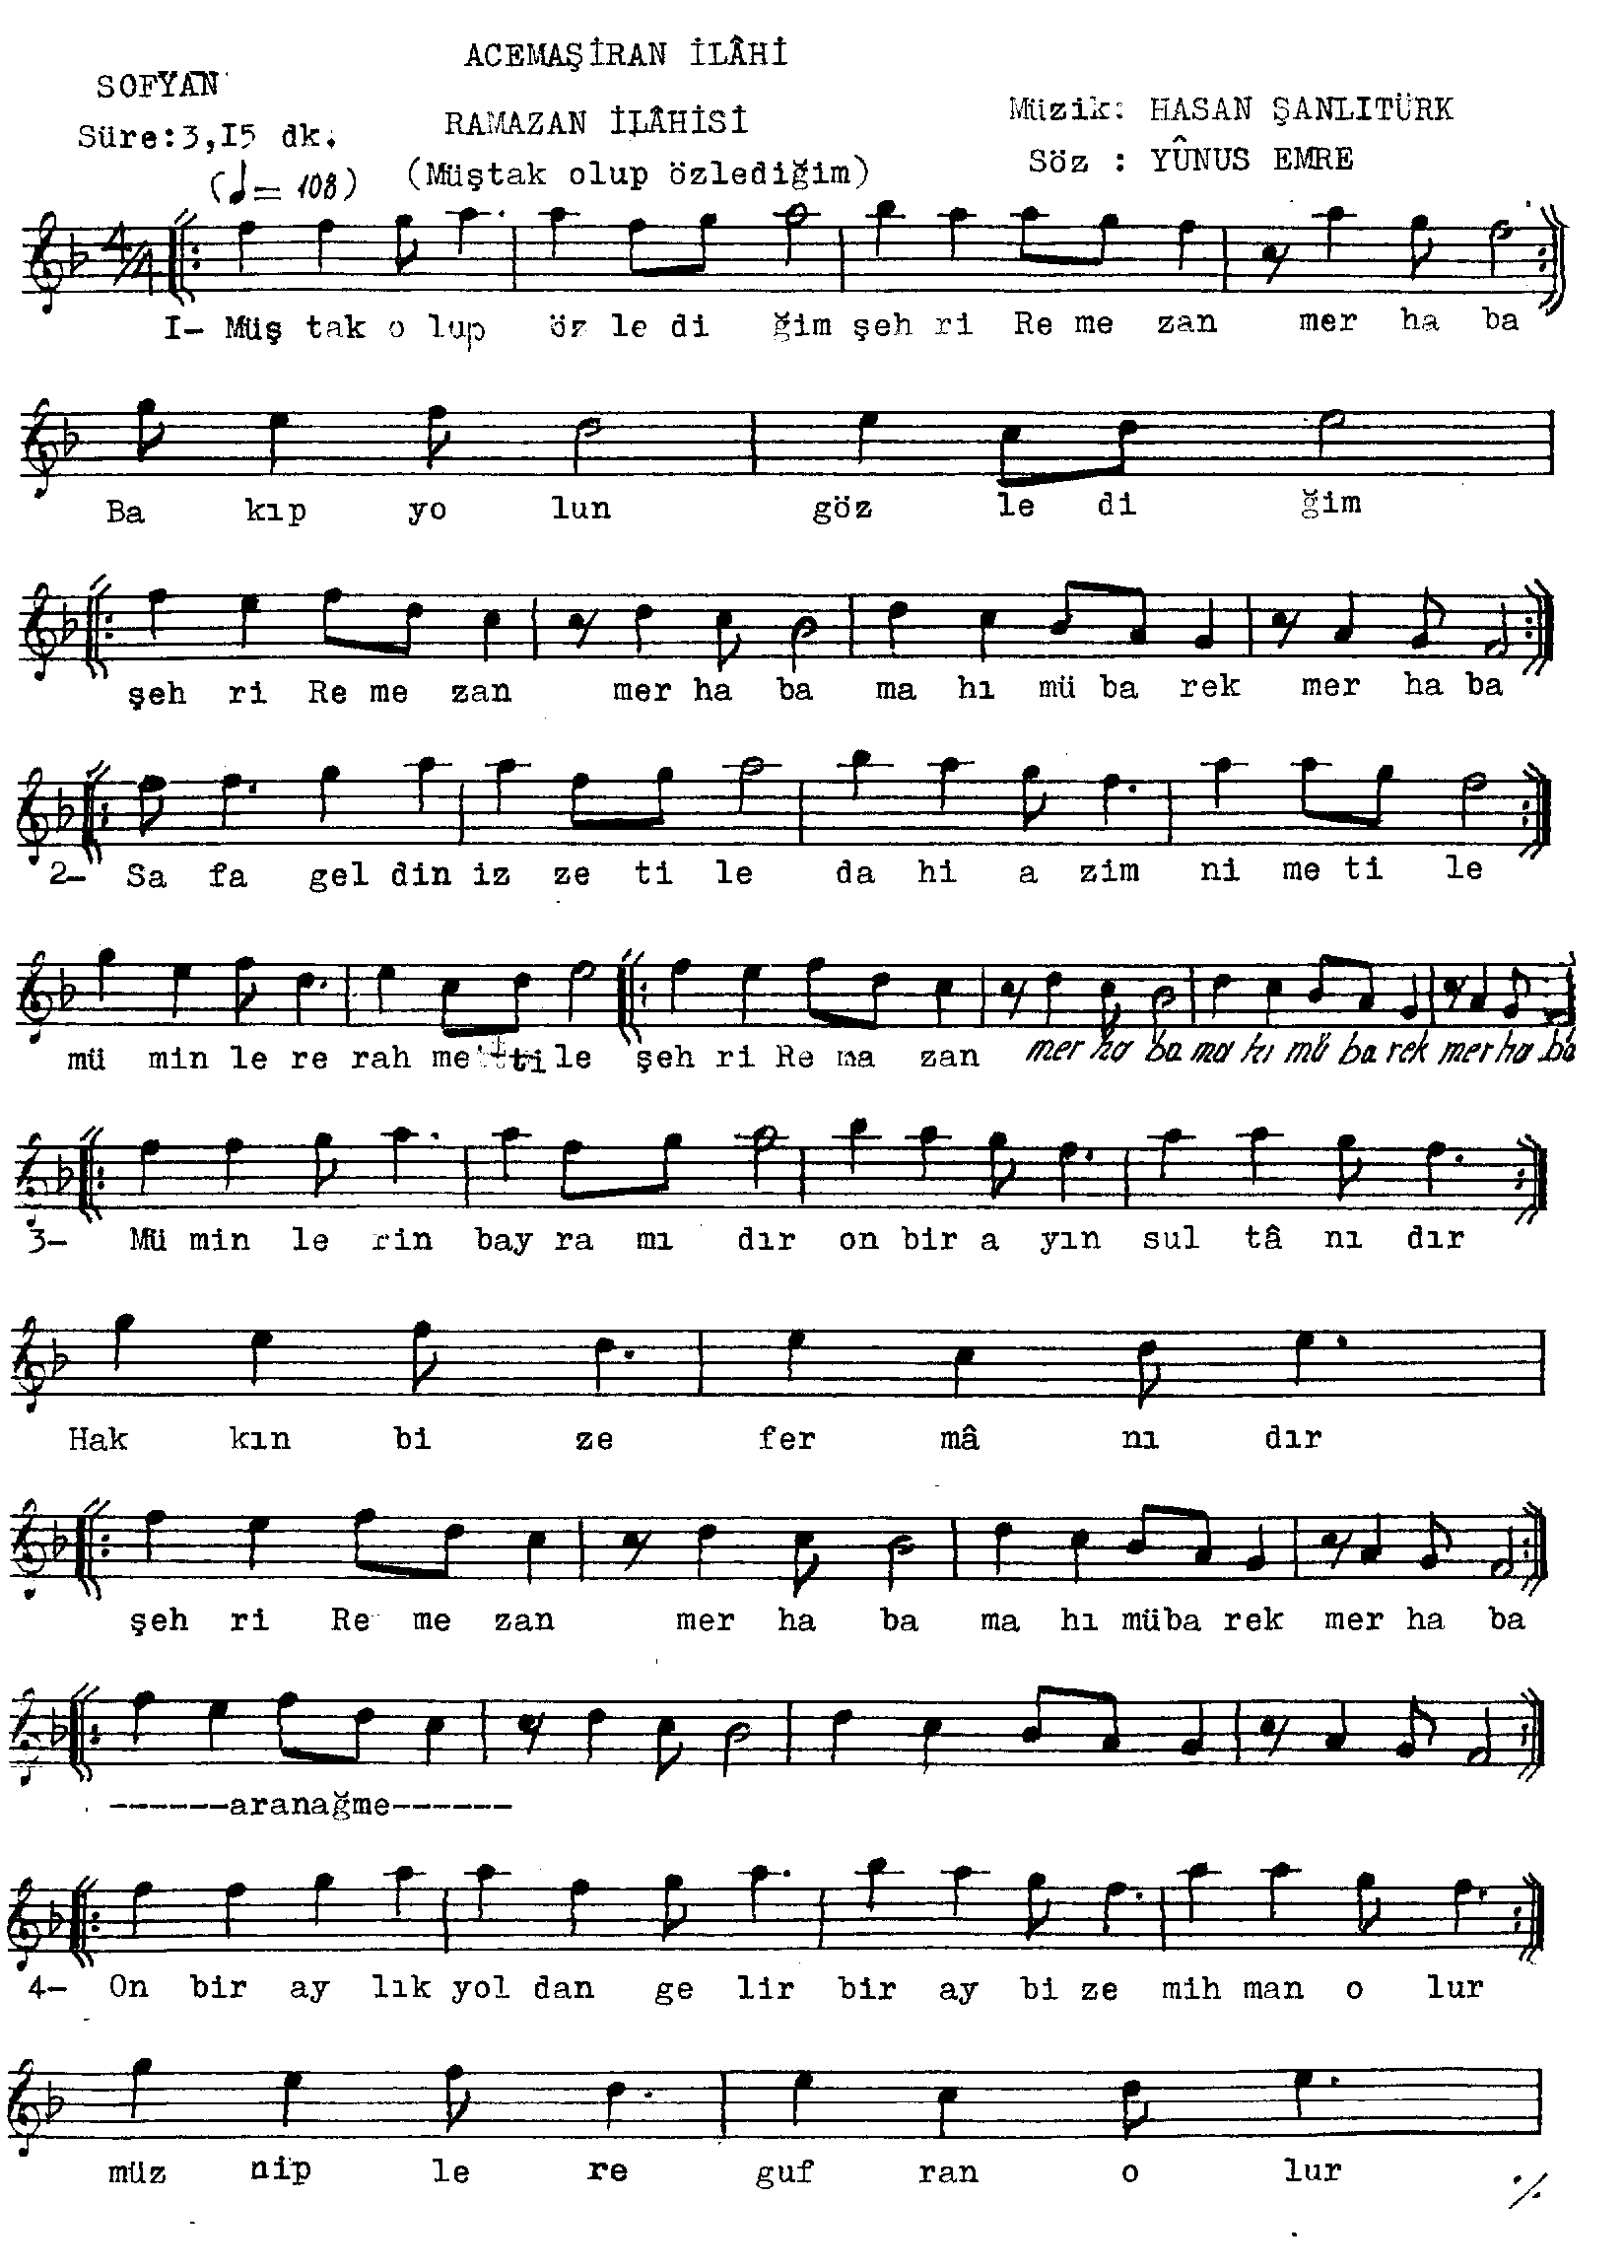 ACEMAŞİRAN İLÂHİ
SOFYAN
RAMAZAN İLÂHİSİ
Müzik: HASAN ŞANLITÜRK
Süre:3,I5 dk.
(Müştak olup özlediğim)
Söz : YÛNUS EMRE
(♩= 108)
4/4
I- Müş tak o lup öz le di ğim şeh ri Re me zan mer ha ba
Ba kıp yo lun göz le di ğim
şeh ri Re me zan mer ha ba ma hı mü ba rek mer ha ba
2- Sa fa gel din iz ze ti le da hi a zim ni me ti le
mü min le re rah me ti le şeh ri Re ma zan mer ha ba ma hı mü ba rek mer ha ba
3- Mü min le rin bay ra mı dır on bir a yın sul tâ nı dır
Hak kın bi ze fer mâ nı dır
şeh ri Re me zan mer ha ba ma hı müba rek mer ha ba
------aranağme------
4- On bir ay lık yol dan ge lir bir ay bi ze mih man o lur
müz nip le re guf ran o lur
./.